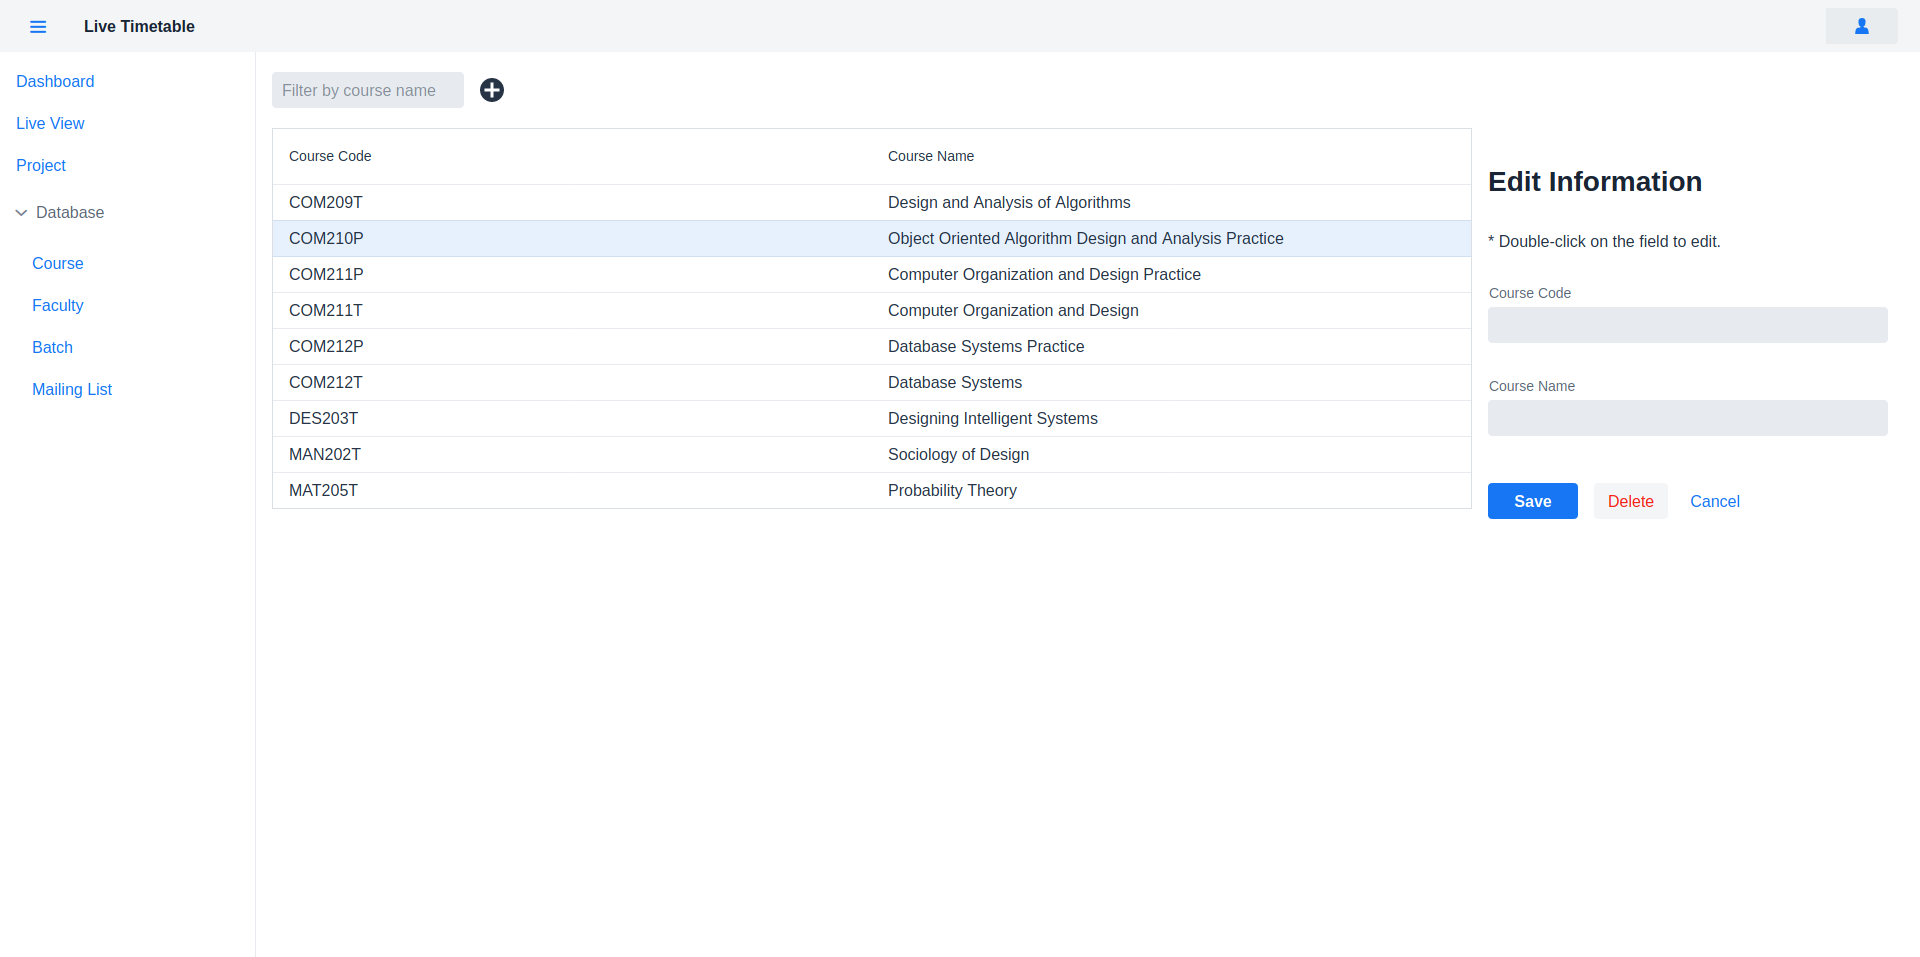 Live Timetable
Dashboard
Live View
Project
Database
Course
Faculty
Batch
Mailing List
Filter by course name
Course Code Course Name
COM209T Design and Analysis of Algorithms
COM210P Object Oriented Algorithm Design and Analysis Practice
COM211P Computer Organization and Design Practice
COM211T Computer Organization and Design
COM212P Database Systems Practice
COM212T Database Systems
DES203T Designing Intelligent Systems
MAN202T Sociology of Design
MAT205T Probability Theory
Edit Information
* Double-click on the field to edit.
Course Code
Course Name
Save Delete Cancel